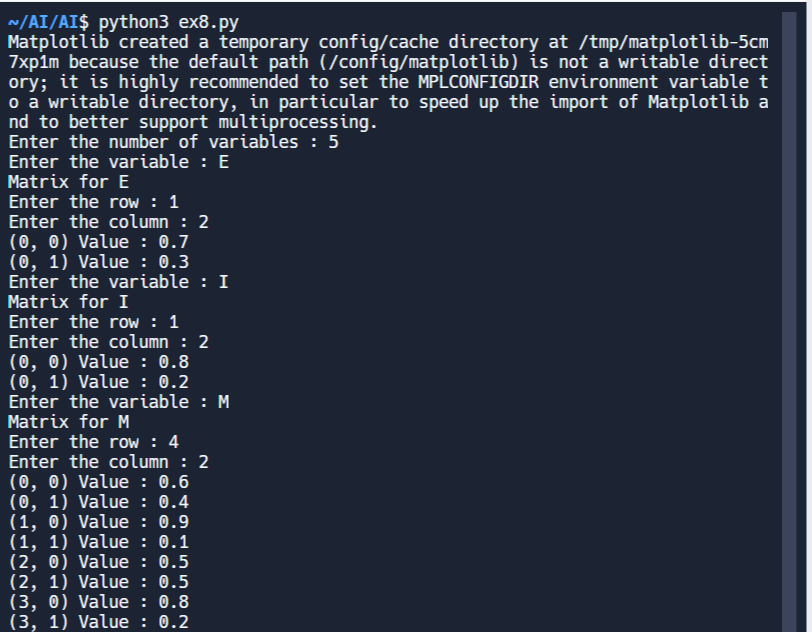 ~/AI/AI$ python3 ex8.py
Matplotlib created a temporary config/cache directory at /tmp/matplotlib-5cm
7xp1m because the default path (/config/matplotlib) is not a writable direct
ory; it is highly recommended to set the MPLCONFIGDIR environment variable t
o a writable directory, in particular to speed up the import of Matplotlib a
nd to better support multiprocessing.
Enter the number of variables : 5
Enter the variable : E
Matrix for E
Enter the row : 1
Enter the column : 2
(0, 0) Value : 0.7
(0, 1) Value : 0.3
Enter the variable : I
Matrix for I
Enter the row : 1
Enter the column : 2
(0, 0) Value : 0.8
(0, 1) Value : 0.2
Enter the variable : M
Matrix for M
Enter the row : 4
Enter the column : 2
(0, 0) Value : 0.6
(0, 1) Value : 0.4
(1, 0) Value : 0.9
(1, 1) Value : 0.1
(2, 0) Value : 0.5
(2, 1) Value : 0.5
(3, 0) Value : 0.8
(3, 1) Value : 0.2